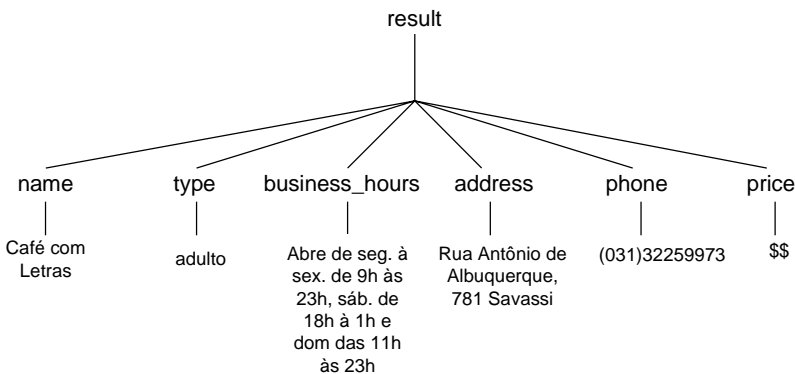 result
name
type
business_hours
address
phone
price
Café com
Letras
adulto
Abre de seg. à
sex. de 9h às
23h, sáb. de
18h à 1h e
dom das 11h
às 23h
Rua Antônio de
Albuquerque,
781 Savassi
(031)32259973
$$